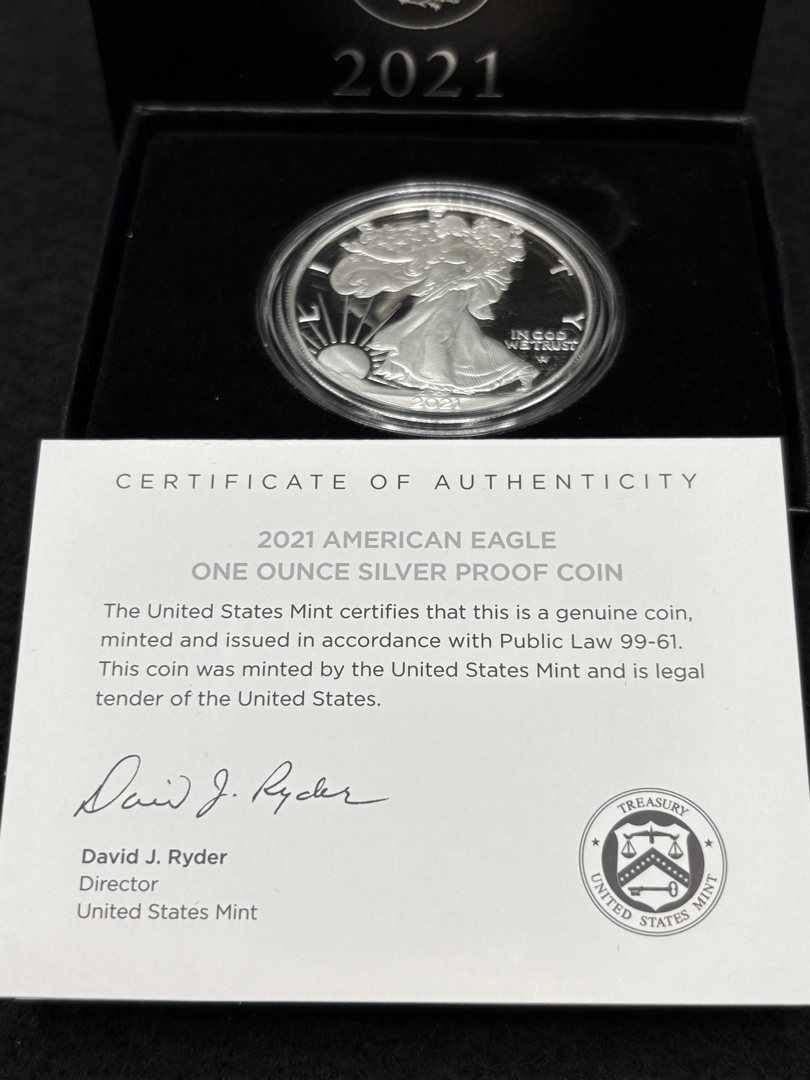 2021
LIBERTY
IN GOD
WE TRUST
2021
CERTIFICATE OF AUTHENTICITY
2021 AMERICAN EAGLE
ONE OUNCE SILVER PROOF COIN
The United States Mint certifies that this is a genuine coin,
minted and issued in accordance with Public Law 99-61.
This coin was minted by the United States Mint and is legal
tender of the United States.
David J. Ryder
David J. Ryder
Director
United States Mint
TREASURY
UNITED STATES MINT